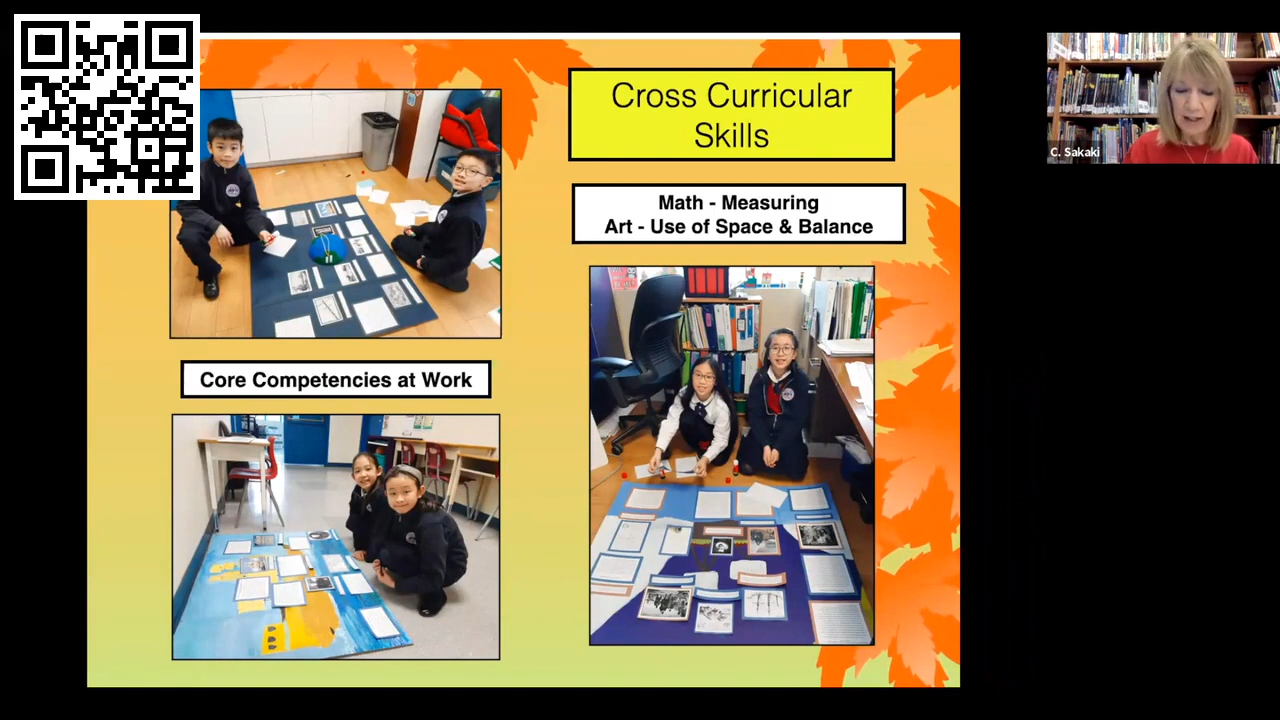 Cross Curricular
Skills
Math - Measuring
Art - Use of Space & Balance
Core Competencies at Work
C. Sakaki